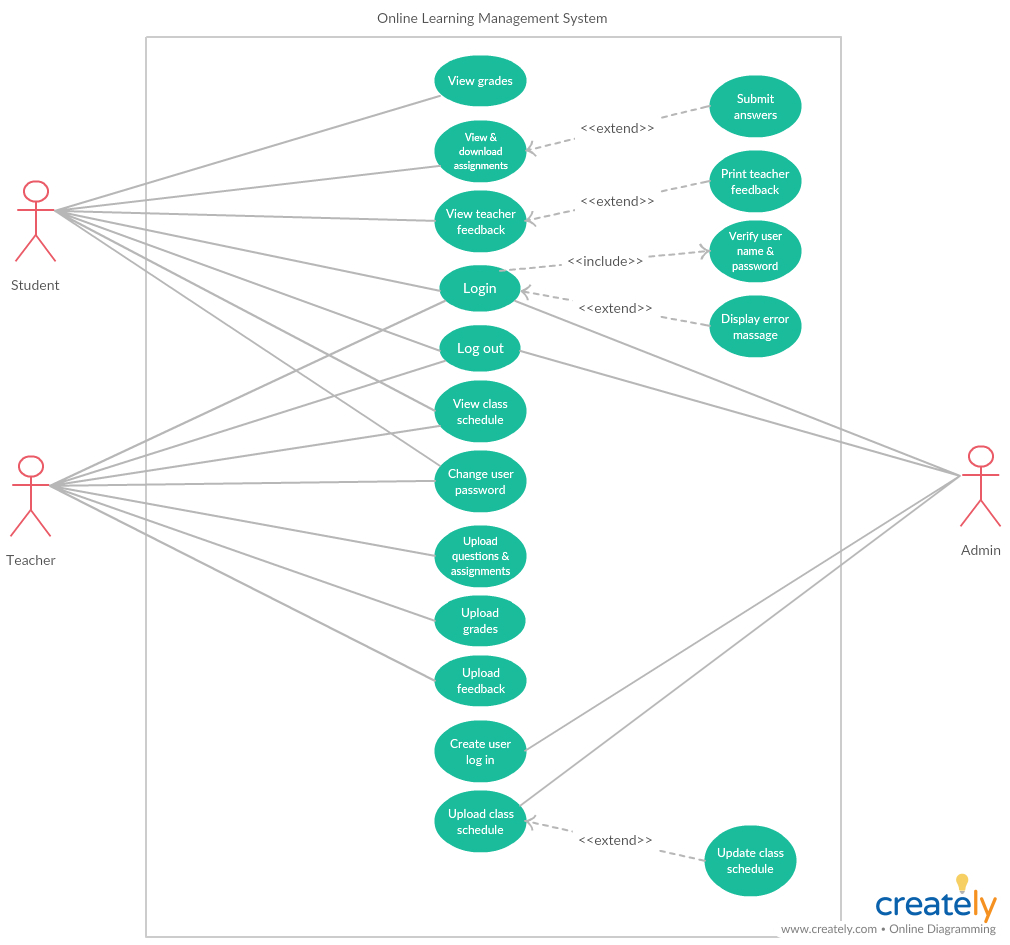 Online Learning Management System
View grades
Submit
answers
<<extend>>
View &
download
assignments
Print teacher
feedback
<<extend>>
View teacher
feedback
Verify user
name &
password
<<include>>
Login
<<extend>>
Display error
massage
Student
Log out
View class
schedule
Change user
password
Upload
questions &
assignments
Teacher
Admin
Upload
grades
Upload
feedback
Create user
log in
Upload class
schedule
<<extend>>
Update class
schedule
creately
www.creately.com • Online Diagramming